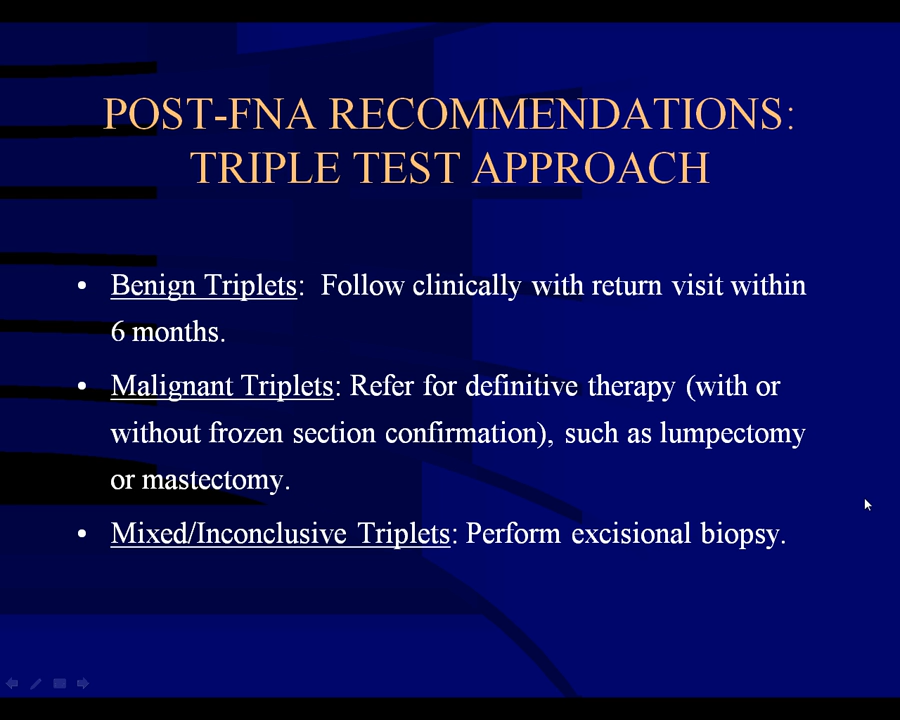 POST-FNA RECOMMENDATIONS:
TRIPLE TEST APPROACH
• Benign Triplets: Follow clinically with return visit within
6 months.
• Malignant Triplets: Refer for definitive therapy (with or
without frozen section confirmation), such as lumpectomy
or mastectomy.
• Mixed/Inconclusive Triplets: Perform excisional biopsy.